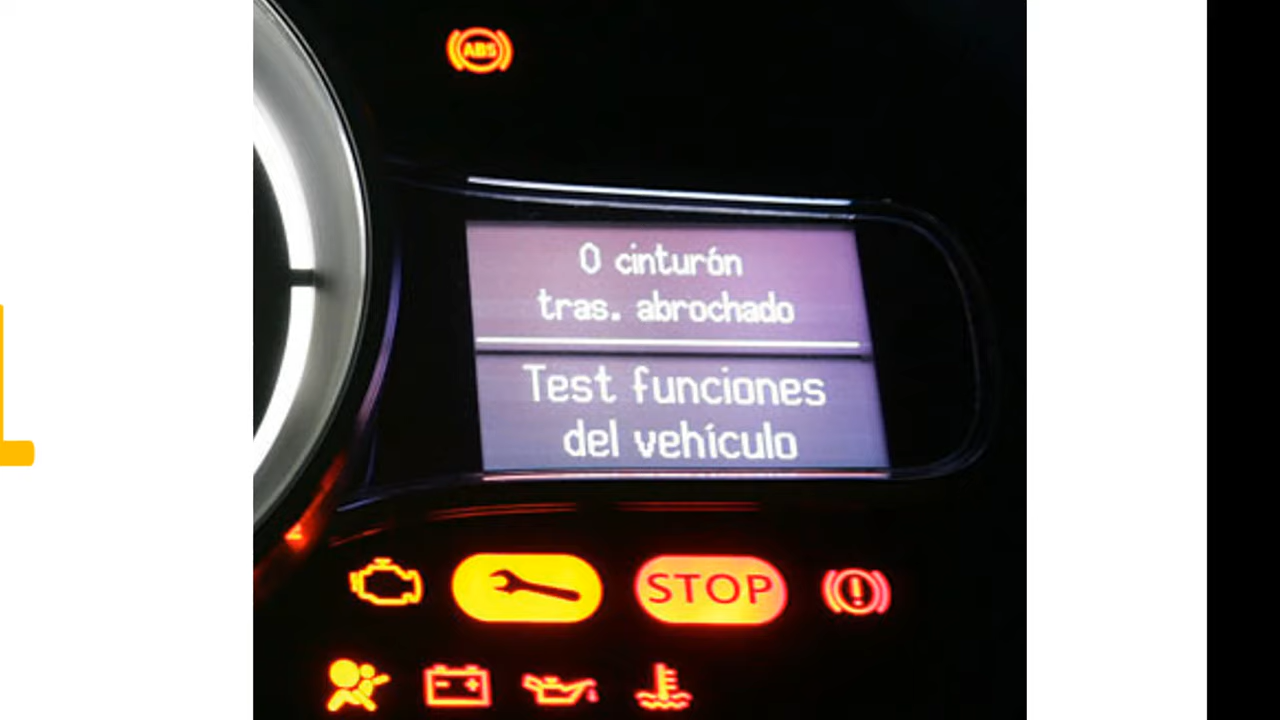 ABS
0 cinturón
tras. abrochado
Test funciones
del vehículo
STOP